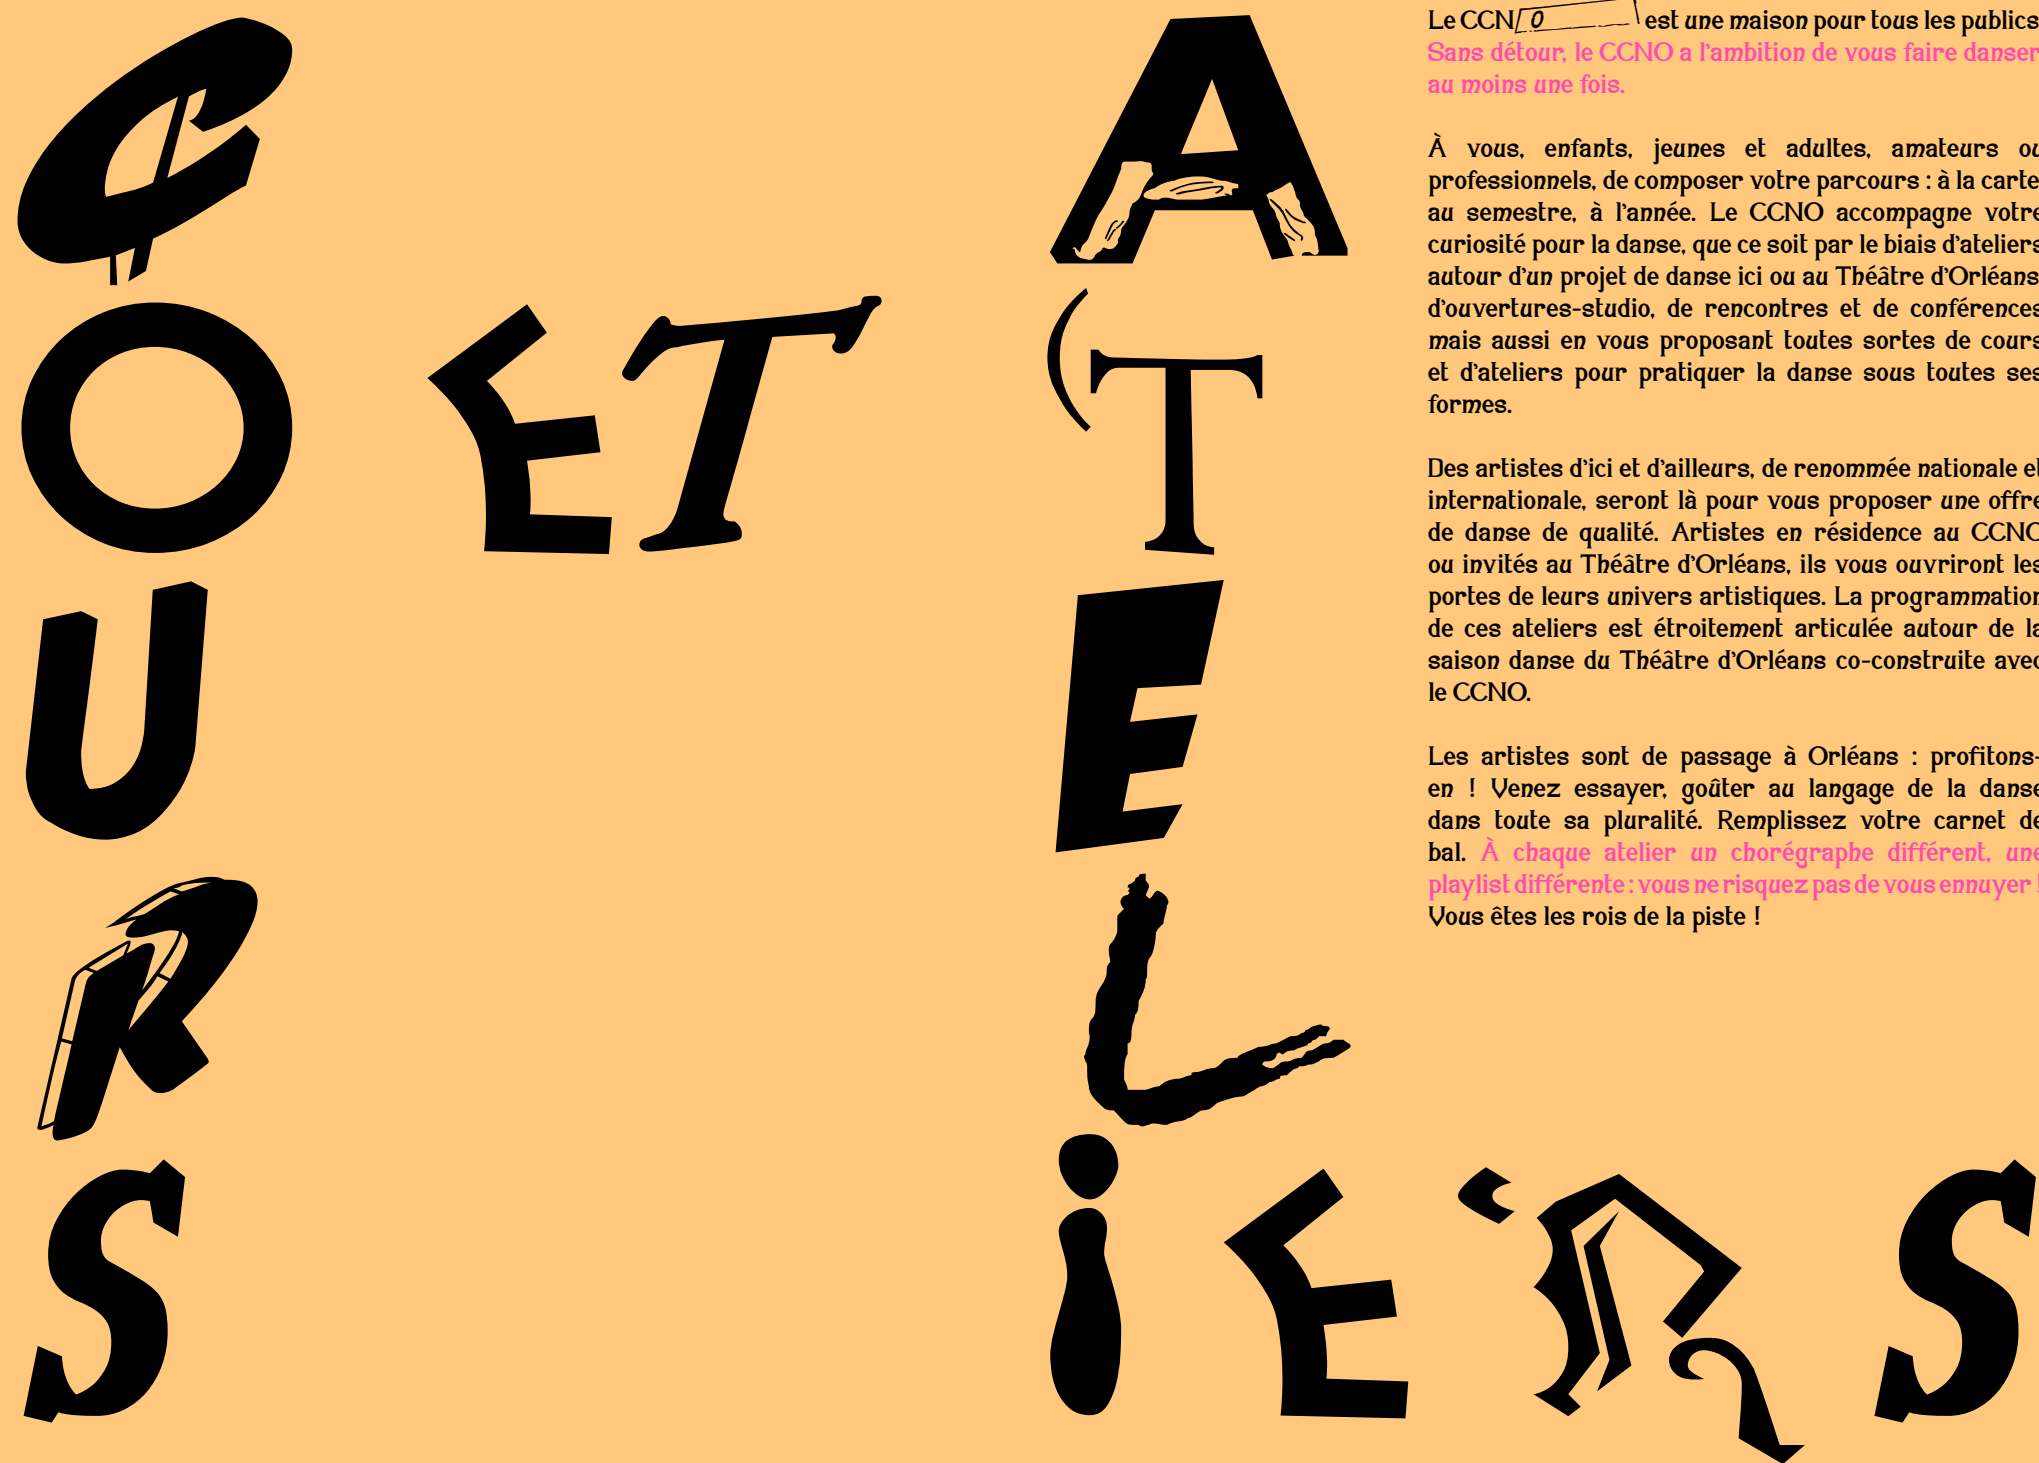 COURS
ET
ATELiERS
Le CCNO est une maison pour tous les publics
Sans détour, le CCNO a l'ambition de vous faire danser
au moins une fois.
À vous, enfants, jeunes et adultes, amateurs ou
professionnels, de composer votre parcours : à la carte
au semestre, à l'année. Le CCNO accompagne votre
curiosité pour la danse, que ce soit par le biais d'ateliers
autour d'un projet de danse ici ou au Théâtre d'Orléans
d'ouvertures-studio, de rencontres et de conférences
mais aussi en vous proposant toutes sortes de cours
et d'ateliers pour pratiquer la danse sous toutes ses
formes.
Des artistes d'ici et d'ailleurs, de renommée nationale et
internationale, seront là pour vous proposer une offre
de danse de qualité. Artistes en résidence au CCNO
ou invités au Théâtre d'Orléans, ils vous ouvriront les
portes de leurs univers artistiques. La programmation
de ces ateliers est étroitement articulée autour de la
saison danse du Théâtre d'Orléans co-construite avec
le CCNO.
Les artistes sont de passage à Orléans : profitons-
en ! Venez essayer, goûter au langage de la danse
dans toute sa pluralité. Remplissez votre carnet de
bal. À chaque atelier un chorégraphe différent, une
playlist différente : vous ne risquez pas de vous ennuyer !
Vous êtes les rois de la piste !